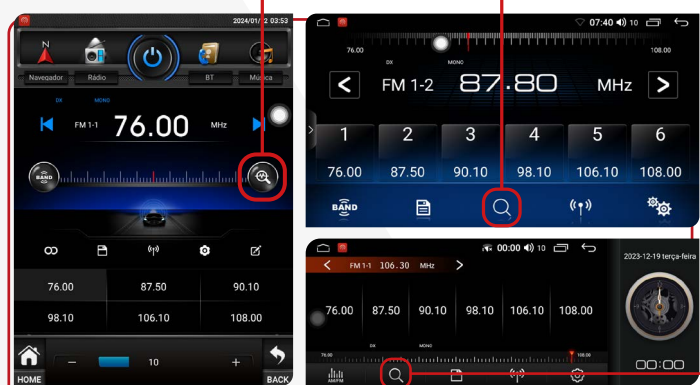 2024/01/12 03:53
Navegador
Rádio
BT
Música
DX
MONO
FM 1-1
76.00
MHz
BAND
76.00
87.50
90.10
98.10
106.10
108.00
HOME
−
10
+
BACK
07:40
10
76.00
108.00
DX
MONO
<
FM 1-2
87.80
MHz
>
1
2
3
4
5
6
76.00
87.50
90.10
98.10
106.10
108.00
BAND
00:00
10
2023-12-19 terça-feira
<
FM 1-1
106.30
MHz
>
76.00
87.50
90.10
98.10
106.10
108.00
DX
MONO
76.00
108.00
AM/FM
00:00